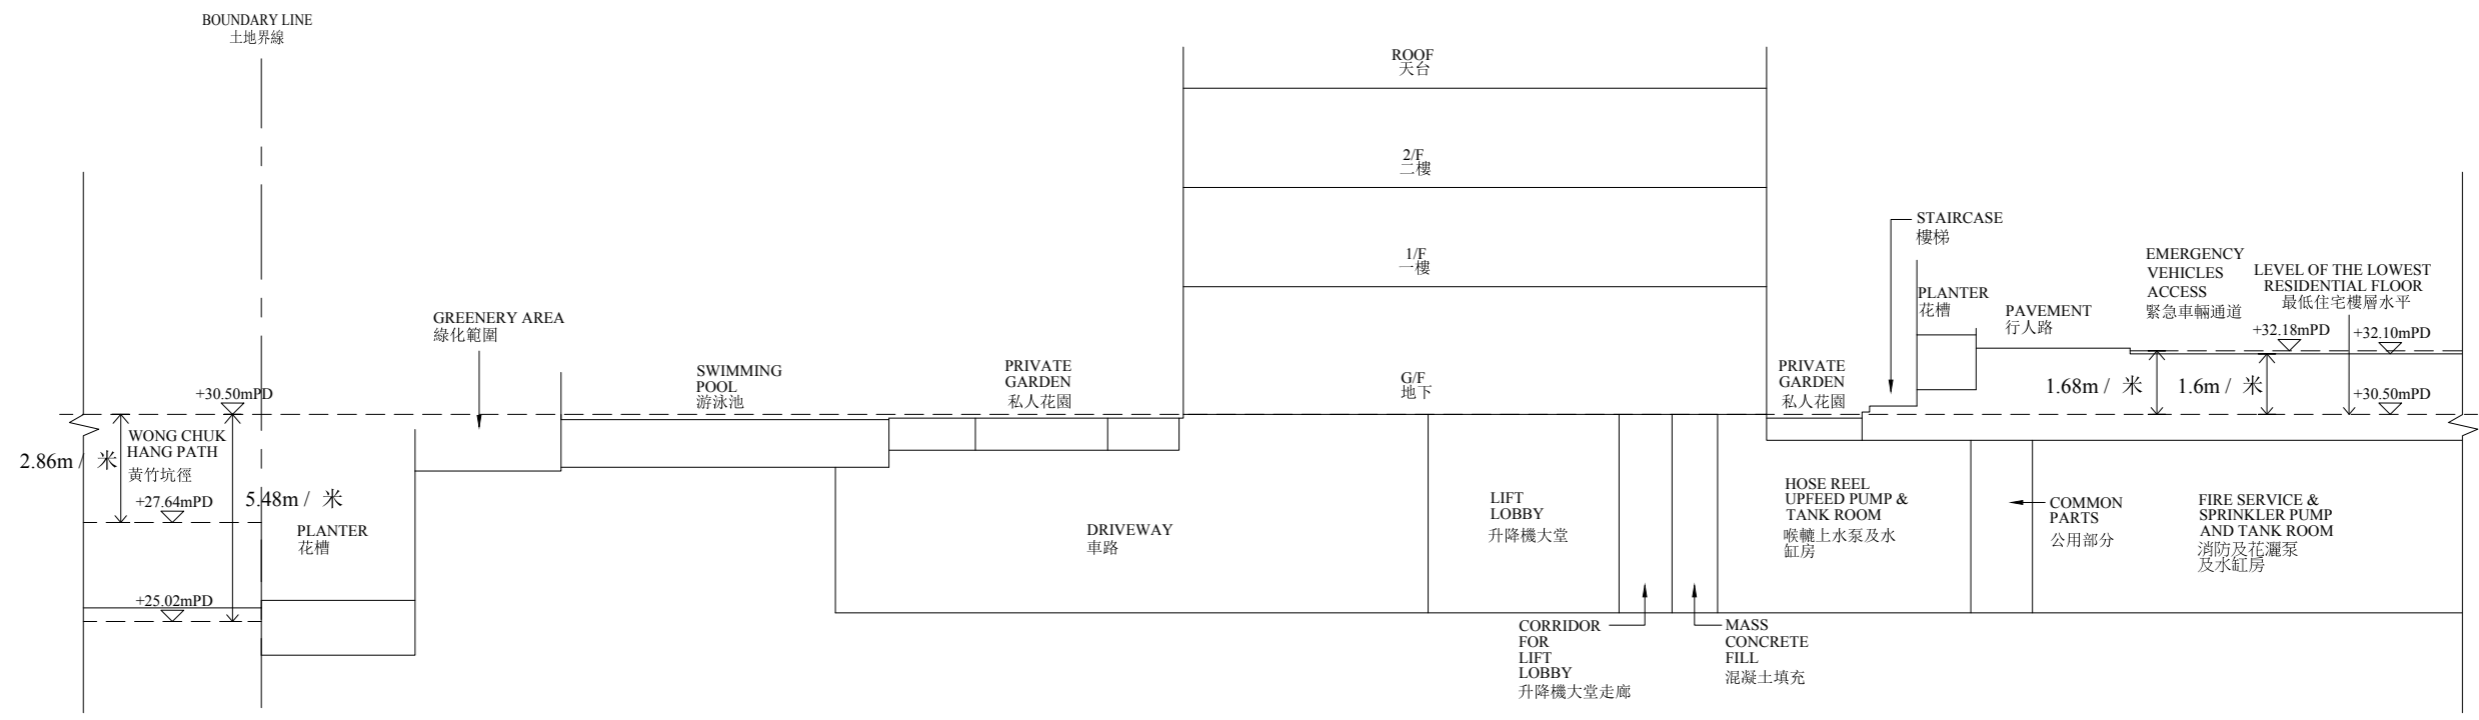 BOUNDARY LINE
土地界線
ROOF
天台
2/F
二樓
1/F
一樓
G/F
地下
STAIRCASE
樓梯
EMERGENCY
VEHICLES
ACCESS
緊急車輛通道
LEVEL OF THE LOWEST
RESIDENTIAL FLOOR
最低住宅樓層水平
PLANTER
花槽
PAVEMENT
行人路
+32.18mPD
+32.10mPD
GREENERY AREA
綠化範圍
SWIMMING
POOL
游泳池
PRIVATE
GARDEN
私人花園
PRIVATE
GARDEN
私人花園
1.68m / 米
1.6m / 米
+30.50mPD
+30.50mPD
WONG CHUK
HANG PATH
黃竹坑徑
2.86m / 米
+27.64mPD
5.48m / 米
+25.02mPD
PLANTER
花槽
DRIVEWAY
車路
LIFT
LOBBY
升降機大堂
HOSE REEL
UPFEED PUMP &
TANK ROOM
喉轆上水泵及水
缸房
COMMON
PARTS
公用部分
FIRE SERVICE &
SPRINKLER PUMP
AND TANK ROOM
消防及花灑泵
及水缸房
CORRIDOR
FOR
LIFT
LOBBY
升降機大堂走廊
MASS
CONCRETE
FILL
混凝土填充